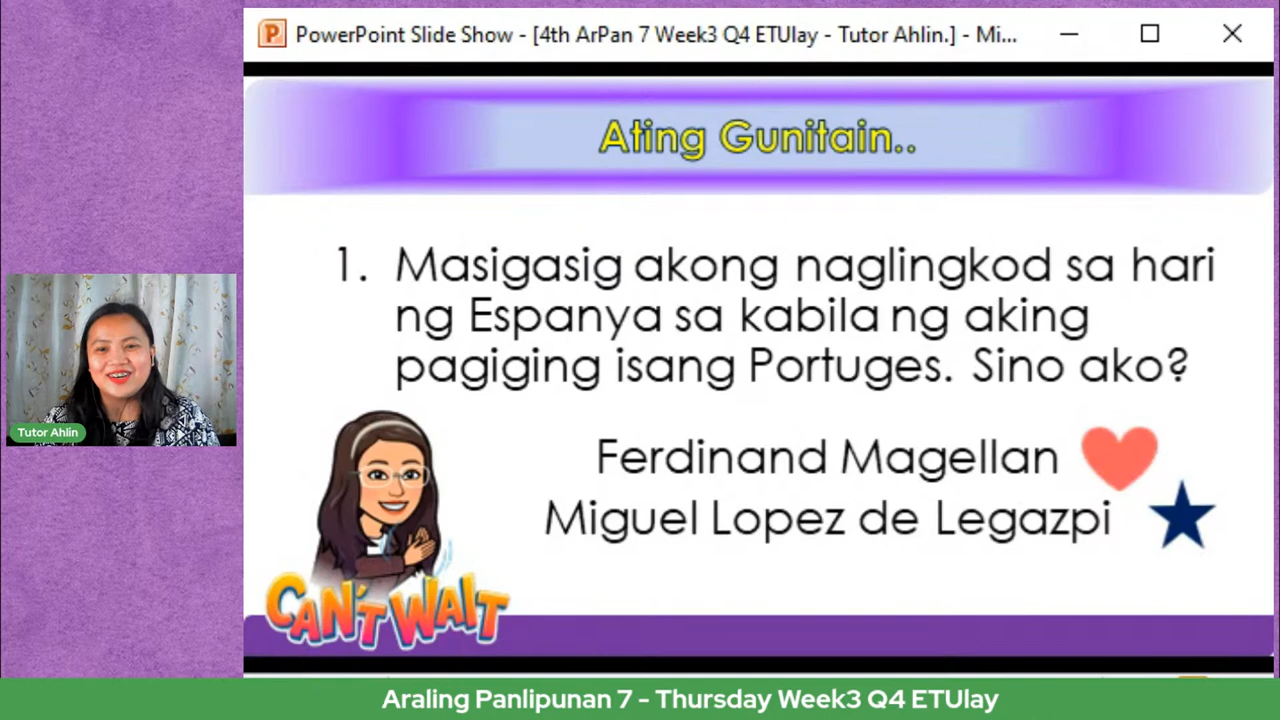 PowerPoint Slide Show - [4th ArPan 7 Week3 Q4 ETUlay - Tutor Ahlin.] - Mi...
Ating Gunitain..
1. Masigasig akong naglingkod sa hari
ng Espanya sa kabila ng aking
pagiging isang Portuges. Sino ako?
Tutor Ahlin
Ferdinand Magellan
Miguel Lopez de Legazpi
CAN'T WAIT
Araling Panlipunan 7 - Thursday Week3 Q4 ETUlay